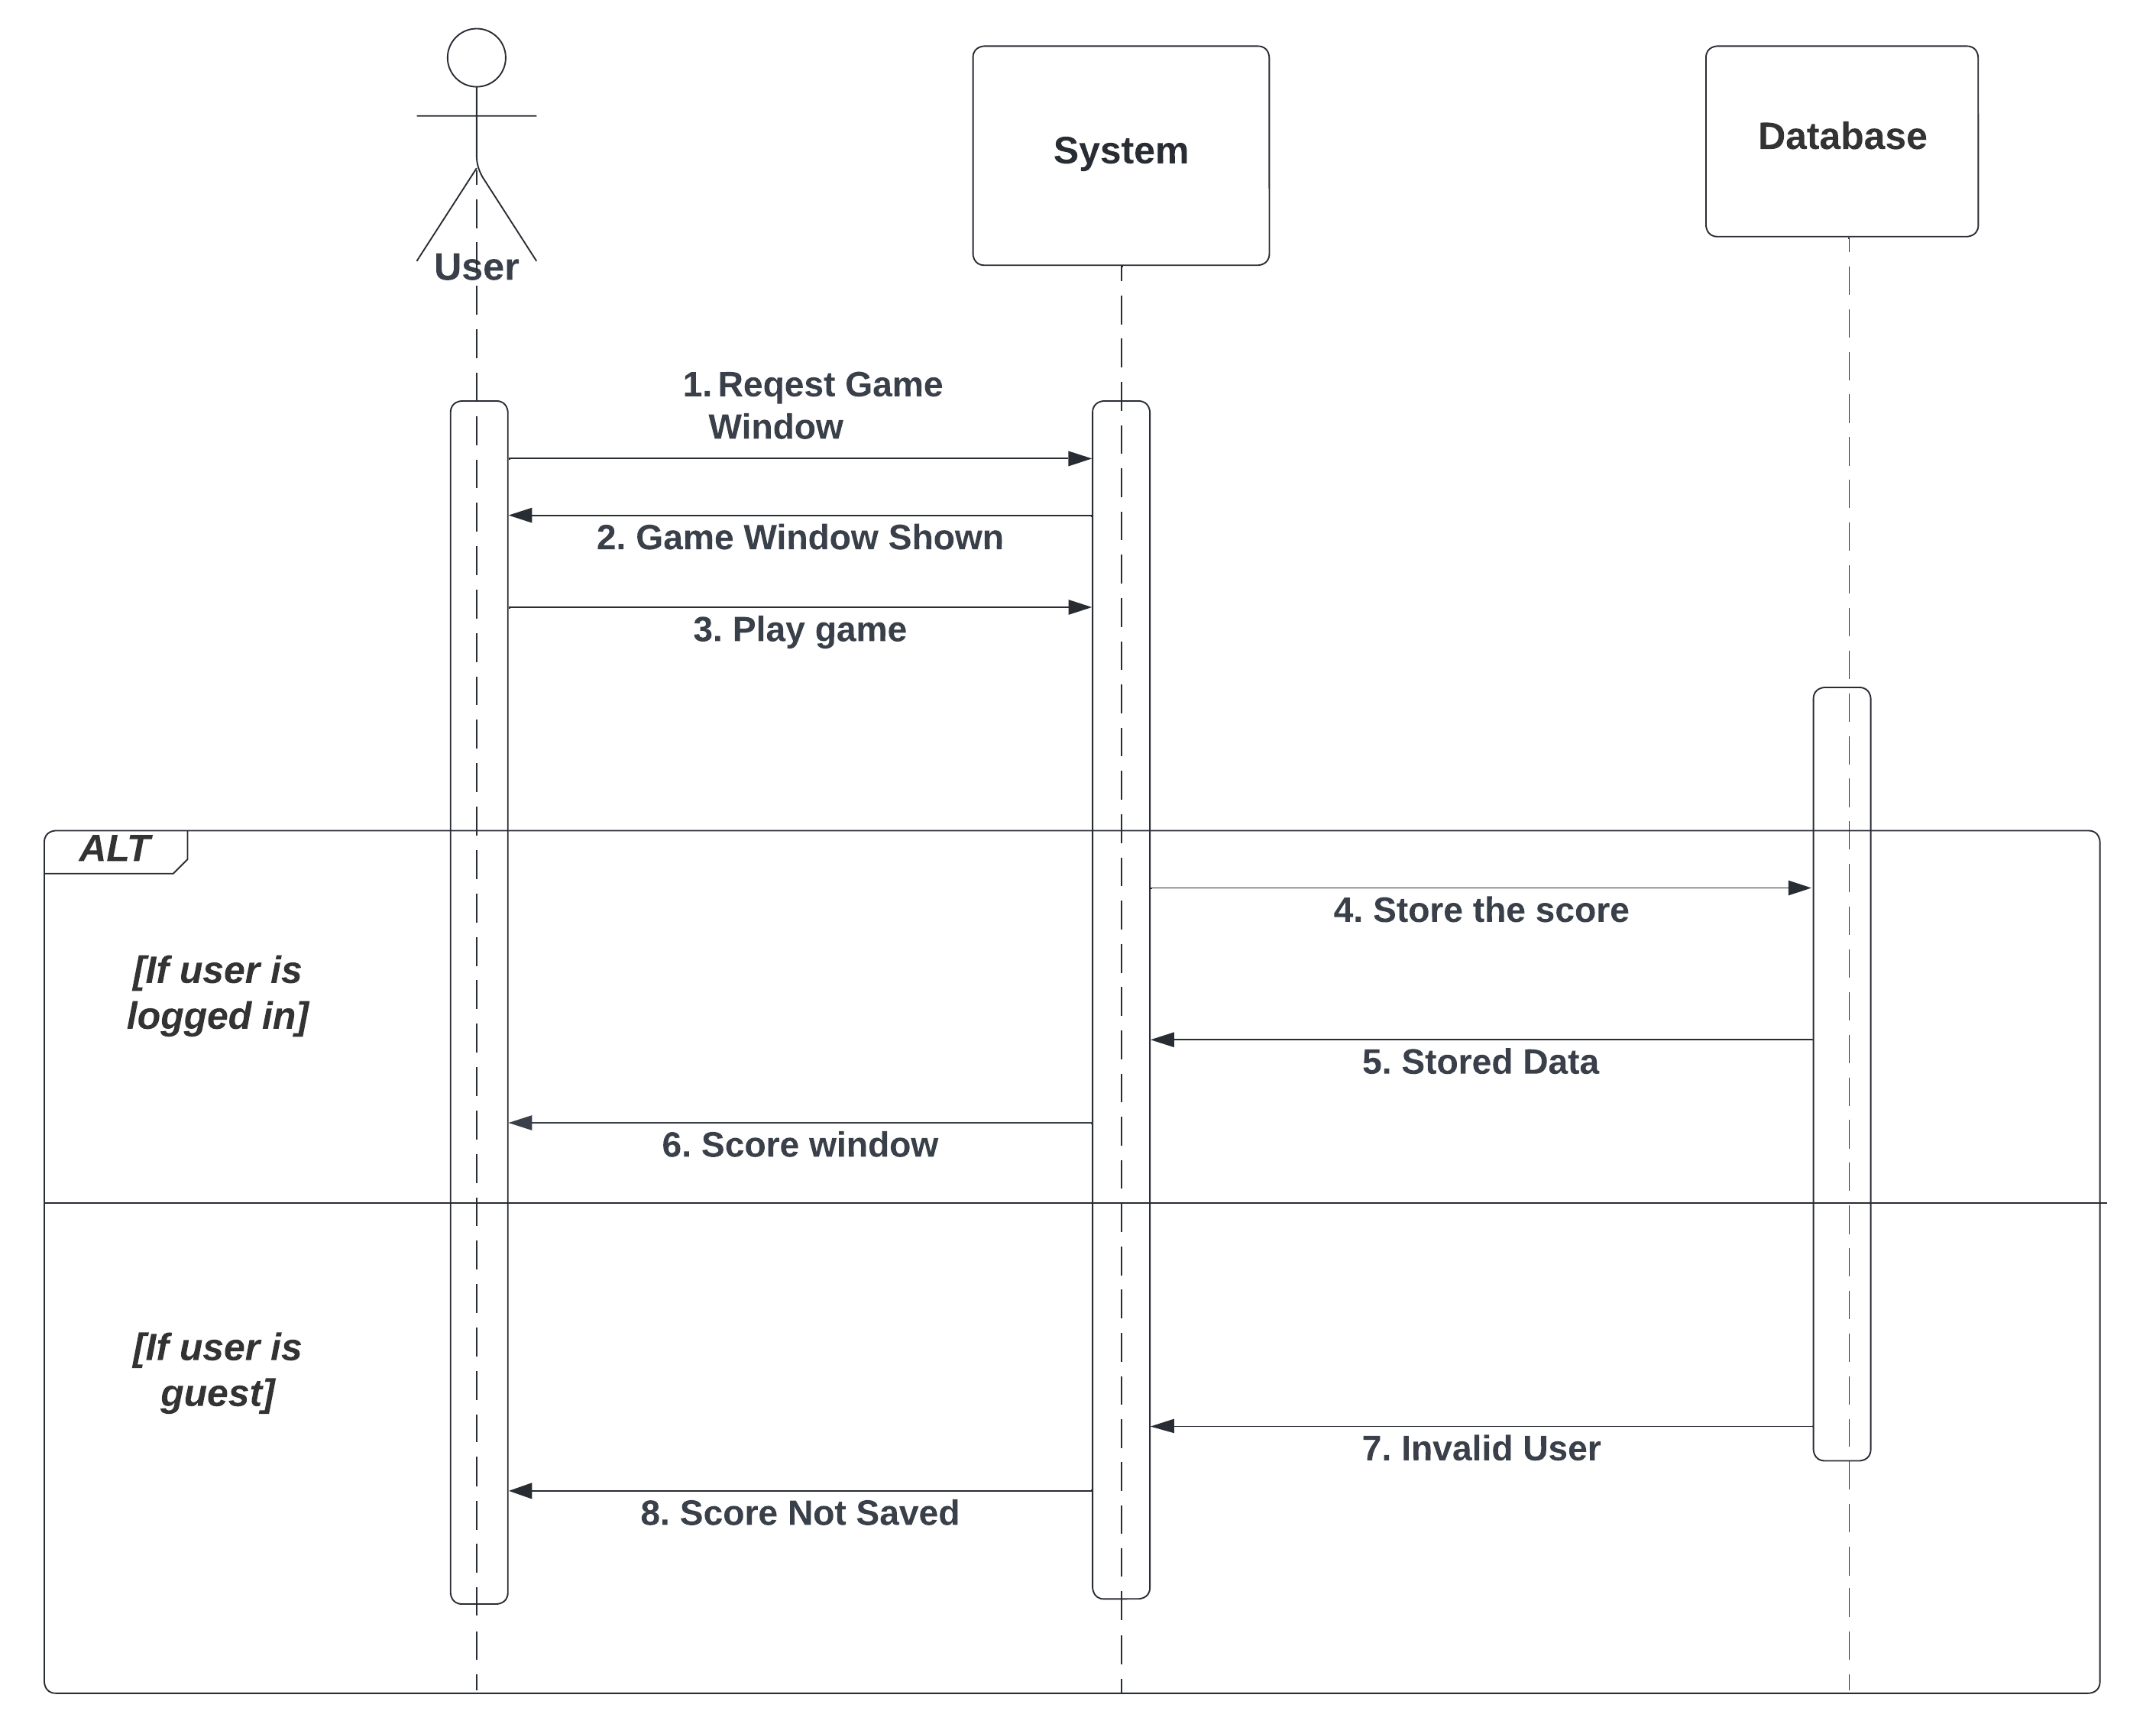 User
System
Database
1. Reqest Game
Window
2. Game Window Shown
3. Play game
ALT
4. Store the score
[If user is
logged in]
5. Stored Data
6. Score window
[If user is
guest]
7. Invalid User
8. Score Not Saved